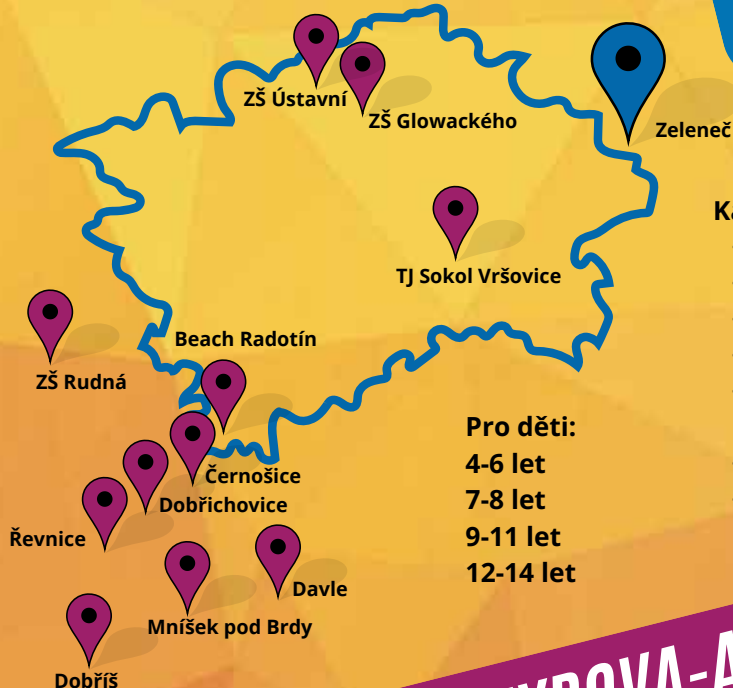 ZŠ Ústavní
ZŠ Glowackého
Zeleneč
TJ Sokol Vršovice
Beach Radotín
ZŠ Rudná
Pro děti:
4-6 let
7-8 let
9-11 let
12-14 let
Černošice
Dobřichovice
Řevnice
Davle
Mníšek pod Brdy
Dobříš